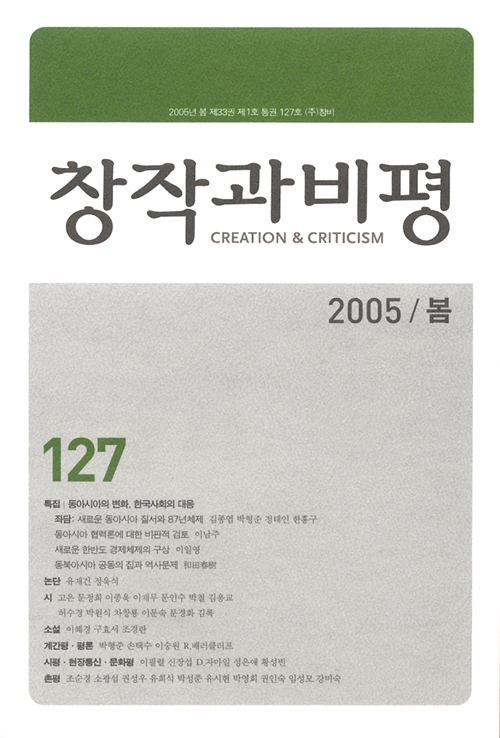 2005년 봄 제33권 제1호 통권 127호 (주)창비
창작과비평
CREATION & CRITICISM
2005 / 봄
127
특집 | 동아시아의 변화, 한국사회의 대응
좌담: 새로운 동아시아 질서와 87년체제 김종엽 박형준 정태인 한홍구
동아시아 협력론에 대한 비판적 검토 이남주
새로운 한반도 경제체제의 구상 이일영
동북아시아 공동의 집과 역사문제 和田春樹
논단 유재건 정욱식
시 고은 문정희 이종욱 이재무 문인수 박철 김용교
허수경 박원식 차창룡 이문숙 문경화 김록
소설 이혜경 구효서 조경란
계간평·평론 박형준 손택수 이승원 R.배러클러프
시평·현장통신·문화평 이필렬 신장섭 D.자마일 성은애 황성빈
촌평 조순경 소광섭 권성우 유희석 박성준 유시현 박영희 권인숙 임성모 강미숙